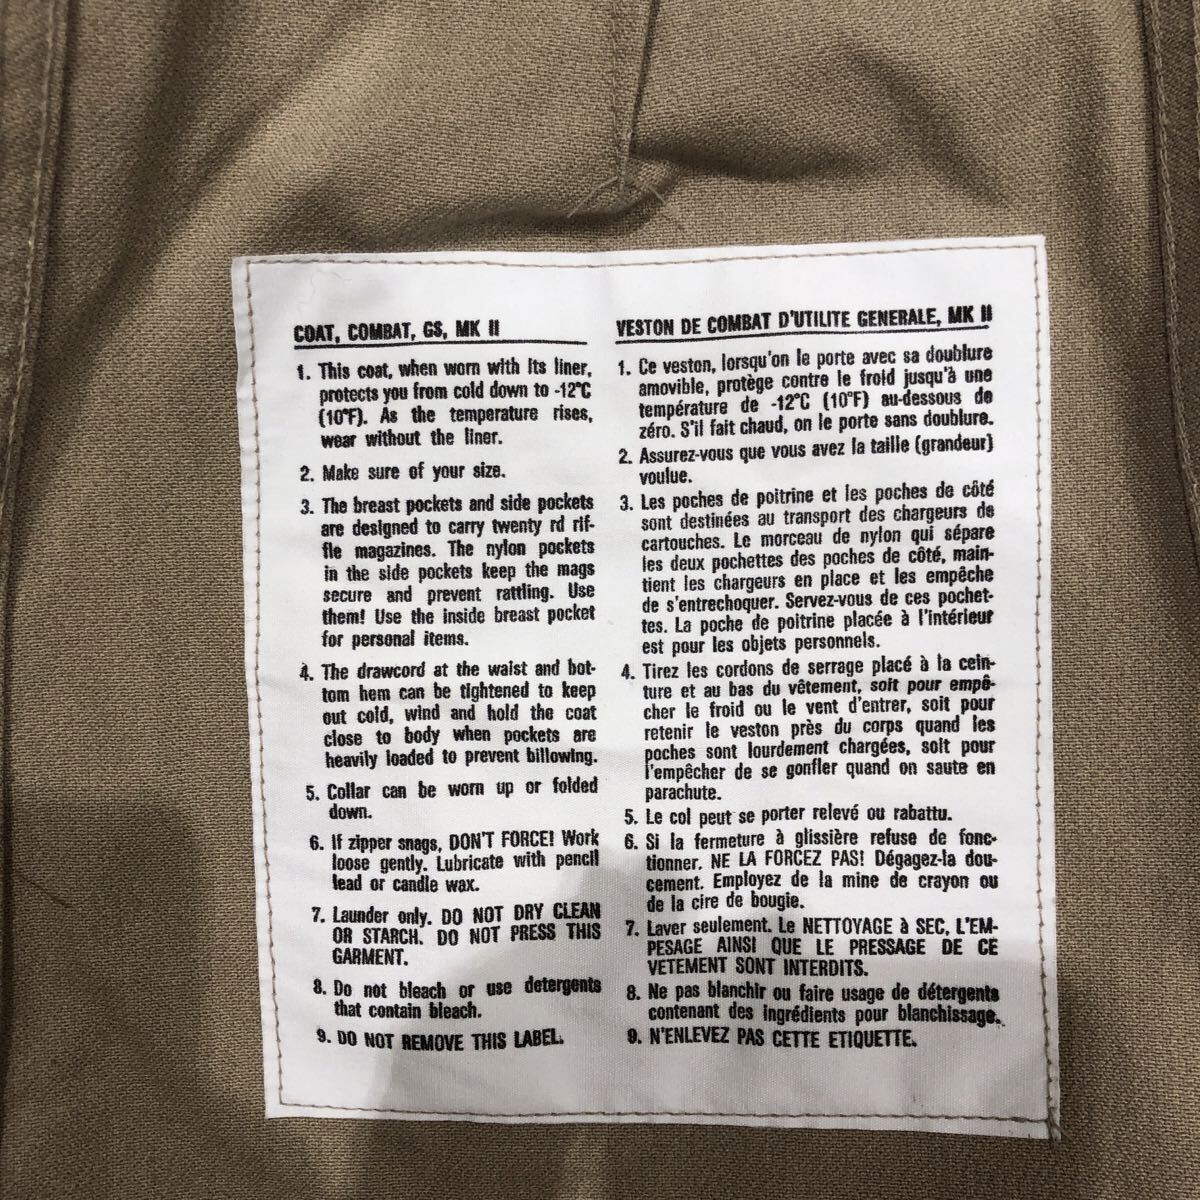 COAT, COMBAT, GS, MK II
1. This coat, when worn with its liner,
protects you from cold down to -12°C
(10°F). As the temperature rises,
wear without the liner.
2. Make sure of your size.
3. The breast pockets and side pockets
are designed to carry twenty rd rif-
fle magazines. The nylon pockets
in the side pockets keep the mags
secure and prevent rattling. Use
them! Use the inside breast pocket
for personal items.
4. The drawcord at the waist and bot-
tom hem can be tightened to keep
out cold, wind and hold the coat
close to body when pockets are
heavily loaded to prevent billowing.
5. Collar can be worn up or folded
down.
6. If zipper snags, DON'T FORCE! Work
loose gently. Lubricate with pencil
lead or candle wax.
7. Launder only. DO NOT DRY CLEAN
OR STARCH. DO NOT PRESS THIS
GARMENT.
8. Do not bleach or use detergents
that contain bleach.
9. DO NOT REMOVE THIS LABEL.
VESTON DE COMBAT D'UTILITE GENERALE, MK II
1. Ce veston, lorsqu'on le porte avec sa doublure
amovible, protège contre le froid jusqu'à une
température de -12°C (10°F) au-dessous de
zéro. S'il fait chaud, on le porte sans doublure.
2. Assurez-vous que vous avez la taille (grandeur)
voulue.
3. Les poches de poitrine et les poches de côté
sont destinées au transport des chargeurs de
cartouches. Le morceau de nylon qui sépare
les deux pochettes des poches de côté, main-
tient les chargeurs en place et les empêche
de s'entrechoquer. Servez-vous de ces pochet-
tes. La poche de poitrine placée à l'intérieur
est pour les objets personnels.
4. Tirez les cordons de serrage placé à la cein-
ture et au bas du vêtement, soit pour empê-
cher le froid ou le vent d'entrer, soit pour
retenir le veston près du corps quand les
poches sont lourdement chargées, soit pour
l'empêcher de se gonfler quand on saute en
parachute.
5. Le col peut se porter relevé ou rabattu.
6. Si la fermeture à glissière refuse de fonc-
tionner. NE LA FORCEZ PAS! Dégagez-la dou-
cement. Employez de la mine de crayon ou
de la cire de bougie.
7. Laver seulement. Le NETTOYAGE à SEC, L'EM-
PESAGE AINSI QUE LE PRESSAGE DE CE
VETEMENT SONT INTERDITS.
8. Ne pas blanchir ou faire usage de détergents
contenant des ingrédients pour blanchissage.
9. N'ENLEVEZ PAS CETTE ETIQUETTE.